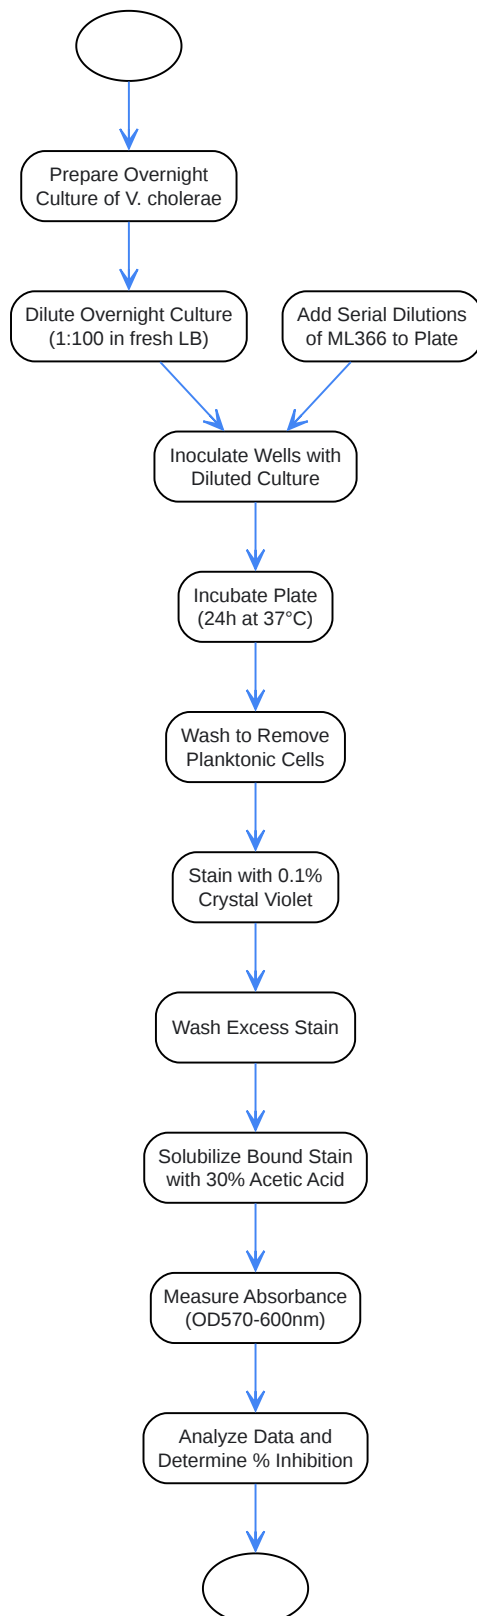 Prepare Overnight
Culture of V. cholerae
Dilute Overnight Culture
(1:100 in fresh LB)
Add Serial Dilutions
of ML366 to Plate
Inoculate Wells with
Diluted Culture
Incubate Plate
(24h at 37°C)
Wash to Remove
Planktonic Cells
Stain with 0.1%
Crystal Violet
Wash Excess Stain
Solubilize Bound Stain
with 30% Acetic Acid
Measure Absorbance
(OD570-600nm)
Analyze Data and
Determine % Inhibition